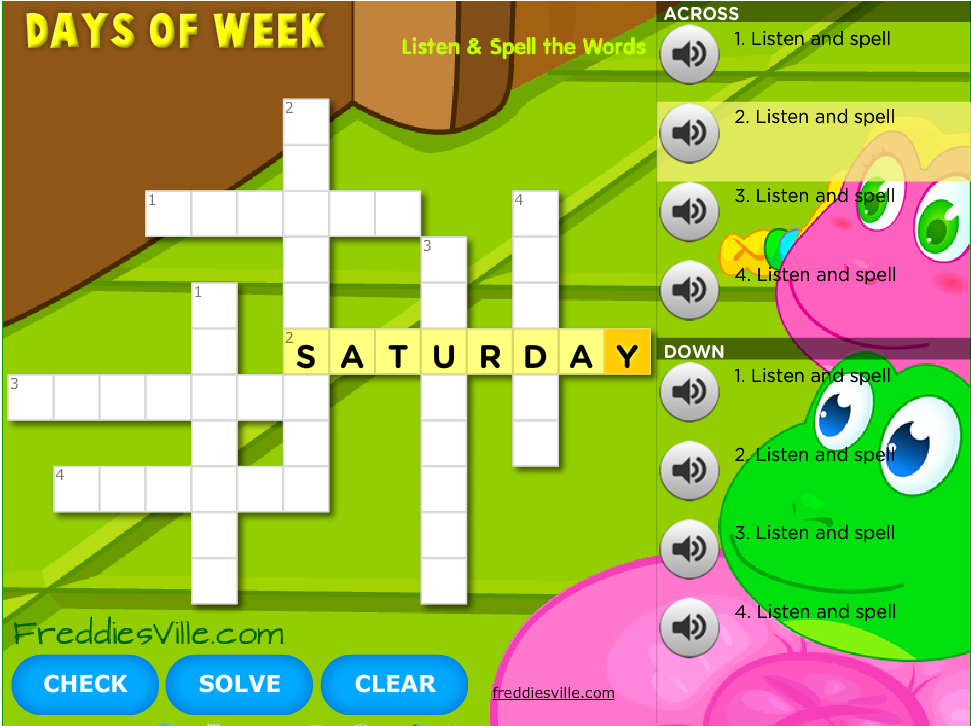 DAYS OF WEEK
Listen & Spell the Words
ACROSS
1. Listen and spell
2. Listen and spell
3. Listen and spell
4. Listen and spell
DOWN
1. Listen and spell
2. Listen and spell
3. Listen and spell
4. Listen and spell
2
1
4
3
1
2 S A T U R D A Y
3
4
FreddiesVille.com
CHECK SOLVE CLEAR
freddiesville.com